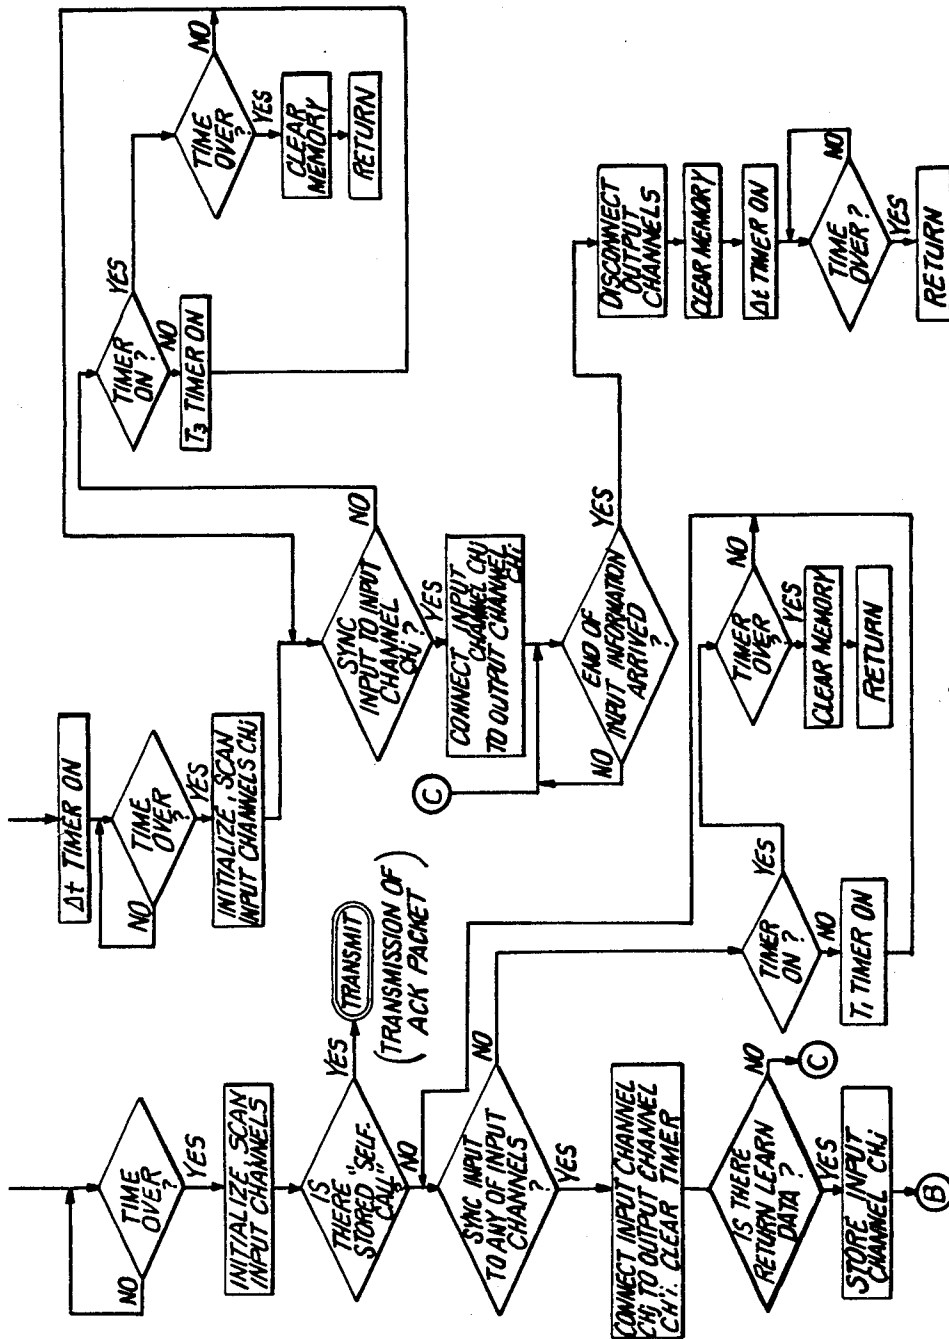 TIME
OVER
?
NO
YES
INITIALIZE, SCAN
INPUT CHANNELS
IS
THERE "
STORED "SELF.
CALL"
?
YES
TRANSMIT
(TRANSMISSION OF
ACK PACKET)
NO
SYNC INPUT
TO ANY OF INPUT
CHANNELS
?
NO
YES
CONNECT INPUT CHANNEL
CHj TO OUTPUT CHANNEL
CH'i. CLEAR TIMER
IS THERE
RETURN LEARN
DATA ?
NO
C
YES
STORE INPUT
CHANNEL CHj
B
TIMER
ON ?
YES
NO
T1 TIMER ON
TIMER
OVER
?
NO
YES
CLEAR MEMORY
RETURN
Δt TIMER ON
TIME
OVER
?
NO
YES
INITIALIZE, SCAN
INPUT CHANNELS CHj
SYNC
INPUT TO INPUT
CHANNEL
CHj ?
NO
YES
CONNECT INPUT
CHANNEL CHj
TO OUTPUT CHANNEL
CHi
C
END OF
INPUT INFORMATION
ARRIVED
?
NO
YES
TIMER
ON ?
YES
NO
T3 TIMER ON
TIME
OVER
?
NO
YES
CLEAR
MEMORY
RETURN
DISCONNECT
OUTPUT
CHANNELS
CLEAR MEMORY
Δt TIMER ON
TIME
OVER?
NO
YES
RETURN